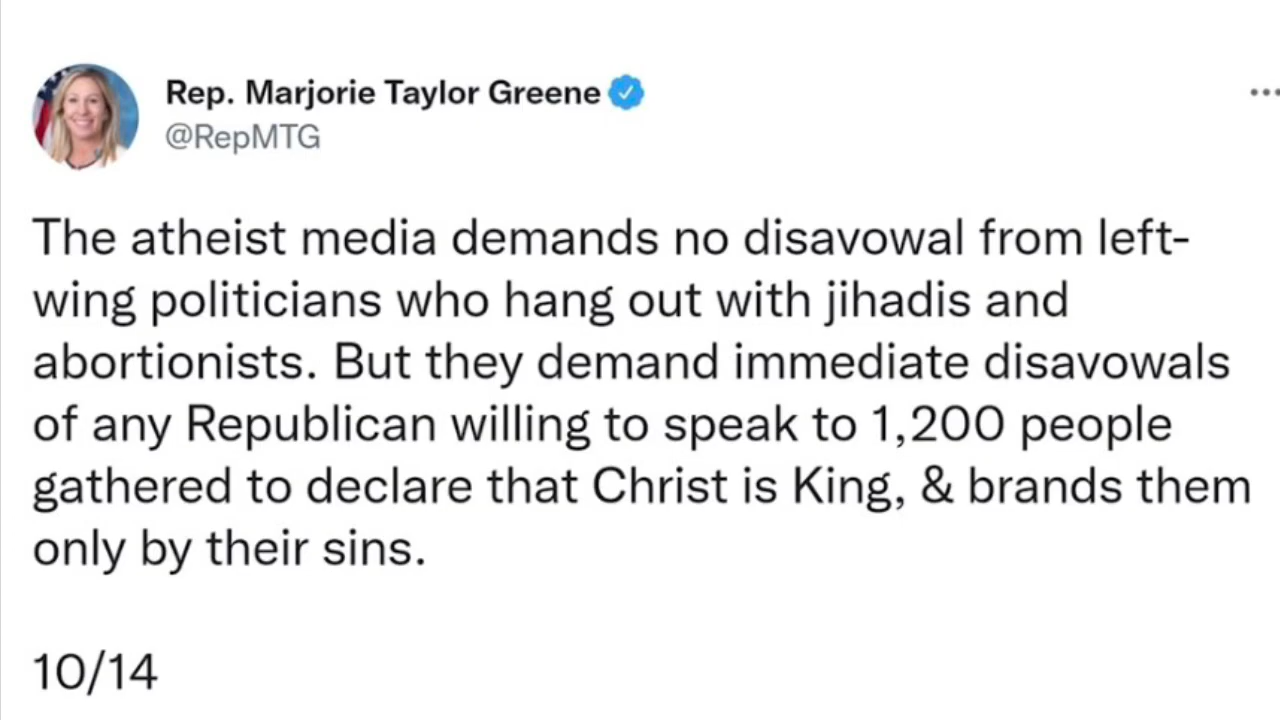 Rep. Marjorie Taylor Greene
@RepMTG
The atheist media demands no disavowal from left-
wing politicians who hang out with jihadis and
abortionists. But they demand immediate disavowals
of any Republican willing to speak to 1,200 people
gathered to declare that Christ is King, & brands them
only by their sins.
10/14